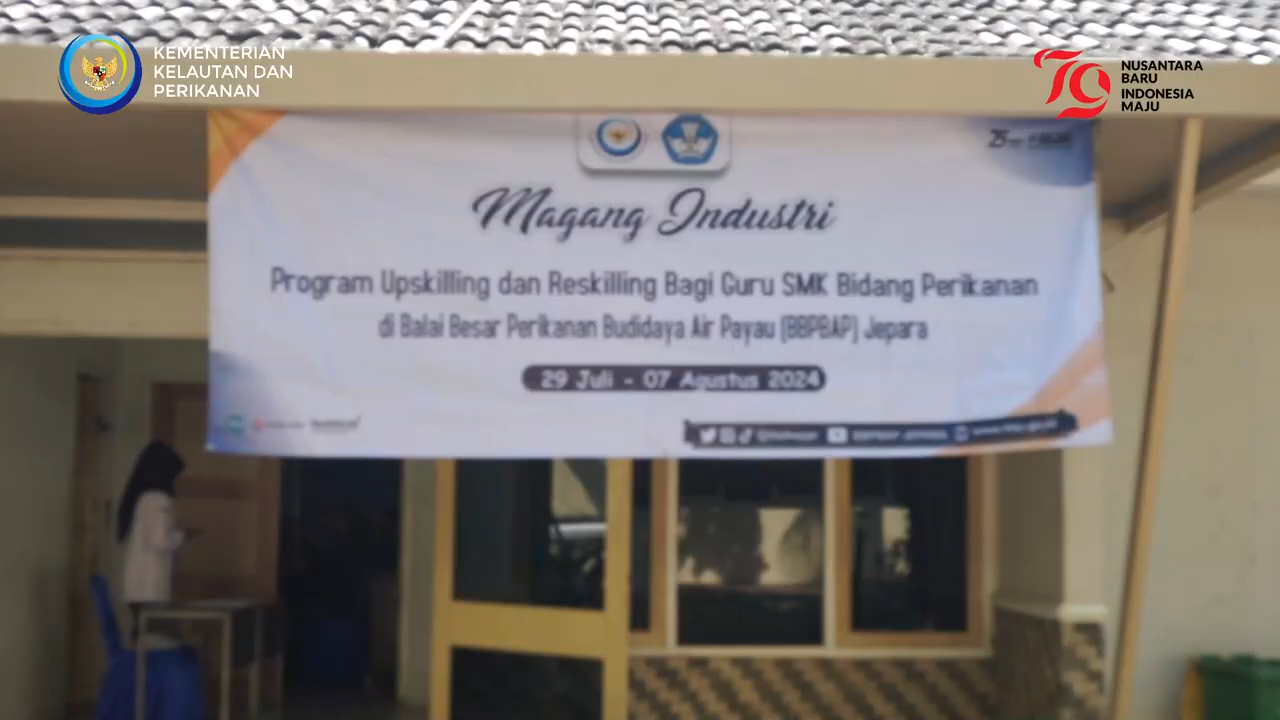 KEMENTERIAN
KELAUTAN DAN
PERIKANAN
79
NUSANTARA
BARU
INDONESIA
MAJU
Magang Industri
Program Upskilling dan Reskilling Bagi Guru SMK Bidang Perikanan
di Balai Besar Perikanan Budidaya Air Payau (BBPBAP) Jepara
29 Juli - 07 Agustus 2024